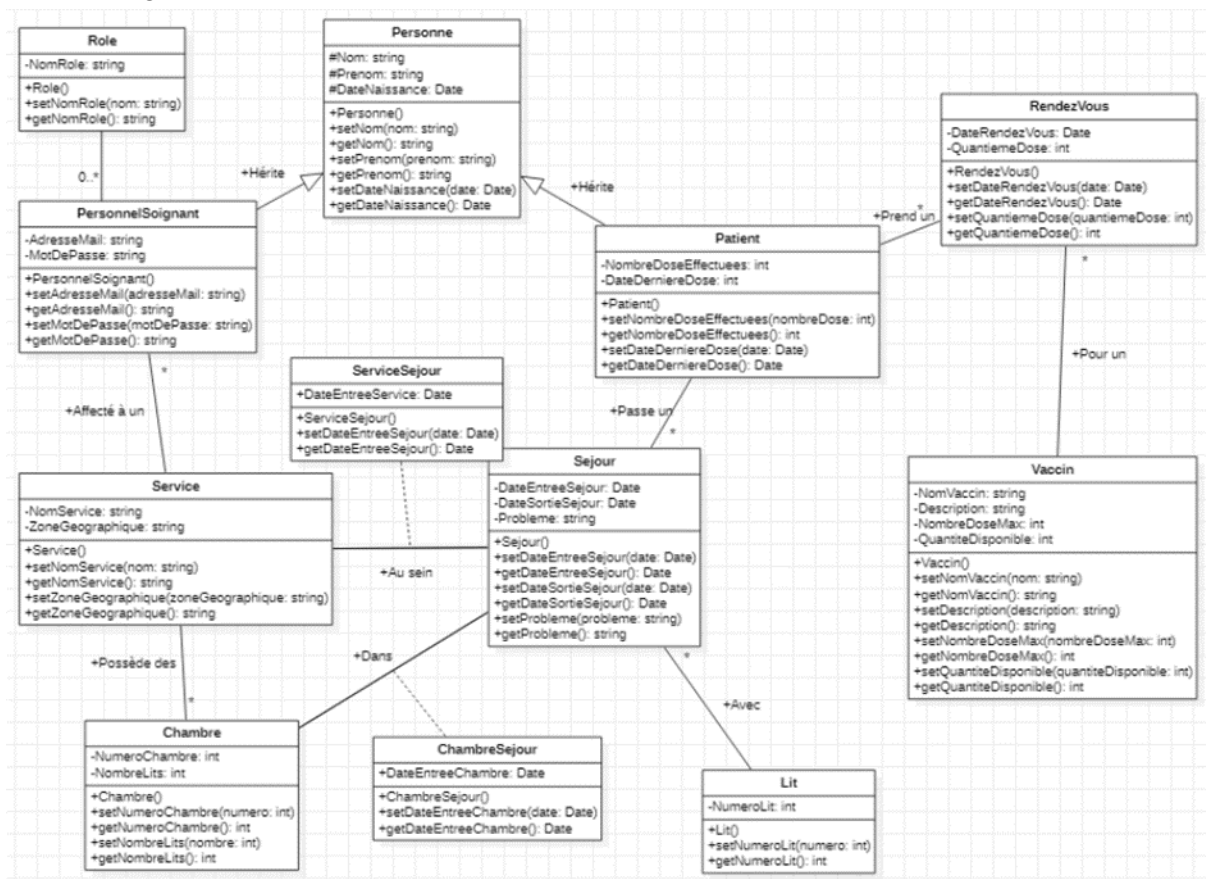 Role
-NomRole: string
+Role()
+setNomRole(nom: string)
+getNomRole(): string
0..*
Personne
#Nom: string
#Prenom: string
#DateNaissance: Date
+Personne()
+setNom(nom: string)
+getNom(): string
+setPrenom(prenom: string)
+getPrenom(): string
+setDateNaissance(date: Date)
+getDateNaissance(): Date
+Hérite
+Hérite
RendezVous
-DateRendezVous: Date
-QuantiemeDose: int
+RendezVous()
+setDateRendezVous(date: Date)
+getDateRendezVous(): Date
+setQuantiemeDose(quantiemeDose: int)
+getQuantiemeDose(): int
*
+Prend un
*
PersonnelSoignant
-AdresseMail: string
-MotDePasse: string
+PersonnelSoignant()
+setAdresseMail(adresseMail: string)
+getAdresseMail(): string
+setMotDePasse(motDePasse: string)
+getMotDePasse(): string
*
Patient
-NombreDoseEffectuees: int
-DateDerniereDose: int
+Patient()
+setNombreDoseEffectuees(nombreDose: int)
+getNombreDoseEffectuees(): int
+setDateDerniereDose(date: Date)
+getDateDerniereDose(): Date
+Pour un
ServiceSejour
+DateEntreeService: Date
+ServiceSejour()
+setDateEntreeSejour(date: Date)
+getDateEntreeSejour(): Date
+Affecté à un
+Passe un
*
Service
-NomService: string
-ZoneGeographique: string
+Service()
+setNomService(nom: string)
+getNomService(): string
+setZoneGeographique(zoneGeographique: string)
+getZoneGeographique(): string
+Au sein
Sejour
-DateEntreeSejour: Date
-DateSortieSejour: Date
-Probleme: string
+Sejour()
+setDateEntreeSejour(date: Date)
+getDateEntreeSejour(): Date
+setDateSortieSejour(date: Date)
+getDateSortieSejour(): Date
+setProbleme(probleme: string)
+getProbleme(): string
*
Vaccin
-NomVaccin: string
-Description: string
-NombreDoseMax: int
-QuantiteDisponible: int
+Vaccin()
+setNomVaccin(nom: string)
+getNomVaccin(): string
+setDescription(description: string)
+getDescription(): string
+setNombreDoseMax(nombreDoseMax: int)
+getNombreDoseMax(): int
+setQuantiteDisponible(quantiteDisponible: int)
+getQuantiteDisponible(): int
+Possède des
*
+Dans
+Avec
Chambre
-NumeroChambre: int
-NombreLits: int
+Chambre()
+setNumeroChambre(numero: int)
+getNumeroChambre(): int
+setNombreLits(nombre: int)
+getNombreLits(): int
ChambreSejour
+DateEntreeChambre: Date
+ChambreSejour()
+setDateEntreeChambre(date: Date)
+getDateEntreeChambre(): Date
Lit
-NumeroLit: int
+Lit()
+setNumeroLit(numero: int)
+getNumeroLit(): int